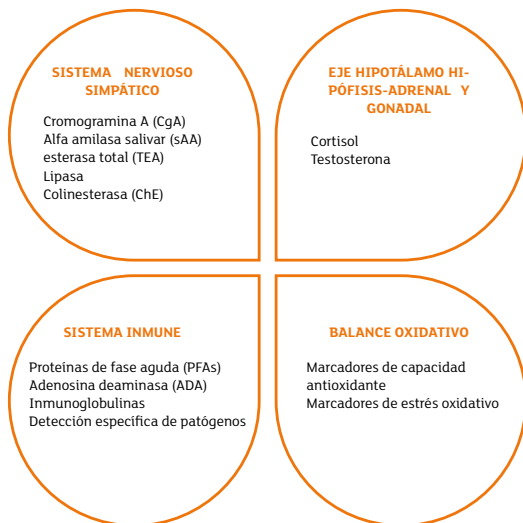 SISTEMA NERVIOSO
SIMPÁTICO
Cromogramina A (CgA)
Alfa amilasa salivar (sAA)
esterasa total (TEA)
Lipasa
Colinesterasa (ChE)
EJE HIPOTÁLAMO HI-
PÓFISIS-ADRENAL Y
GONADAL
Cortisol
Testosterona
SISTEMA INMUNE
Proteínas de fase aguda (PFAs)
Adenosina deaminasa (ADA)
Inmunoglobulinas
Detección específica de patógenos
BALANCE OXIDATIVO
Marcadores de capacidad
antioxidante
Marcadores de estrés oxidativo